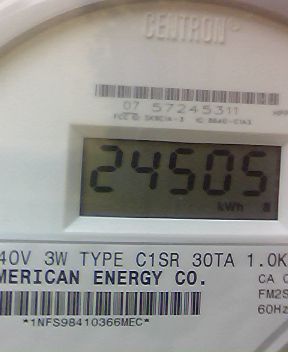 CENTRON
07 57245311
24505
kWh
40V 3W TYPE C1SR 30TA 1.0K
MERICAN ENERGY CO.
CA
FM2S
60Hz
*1NFS98410366MEC*